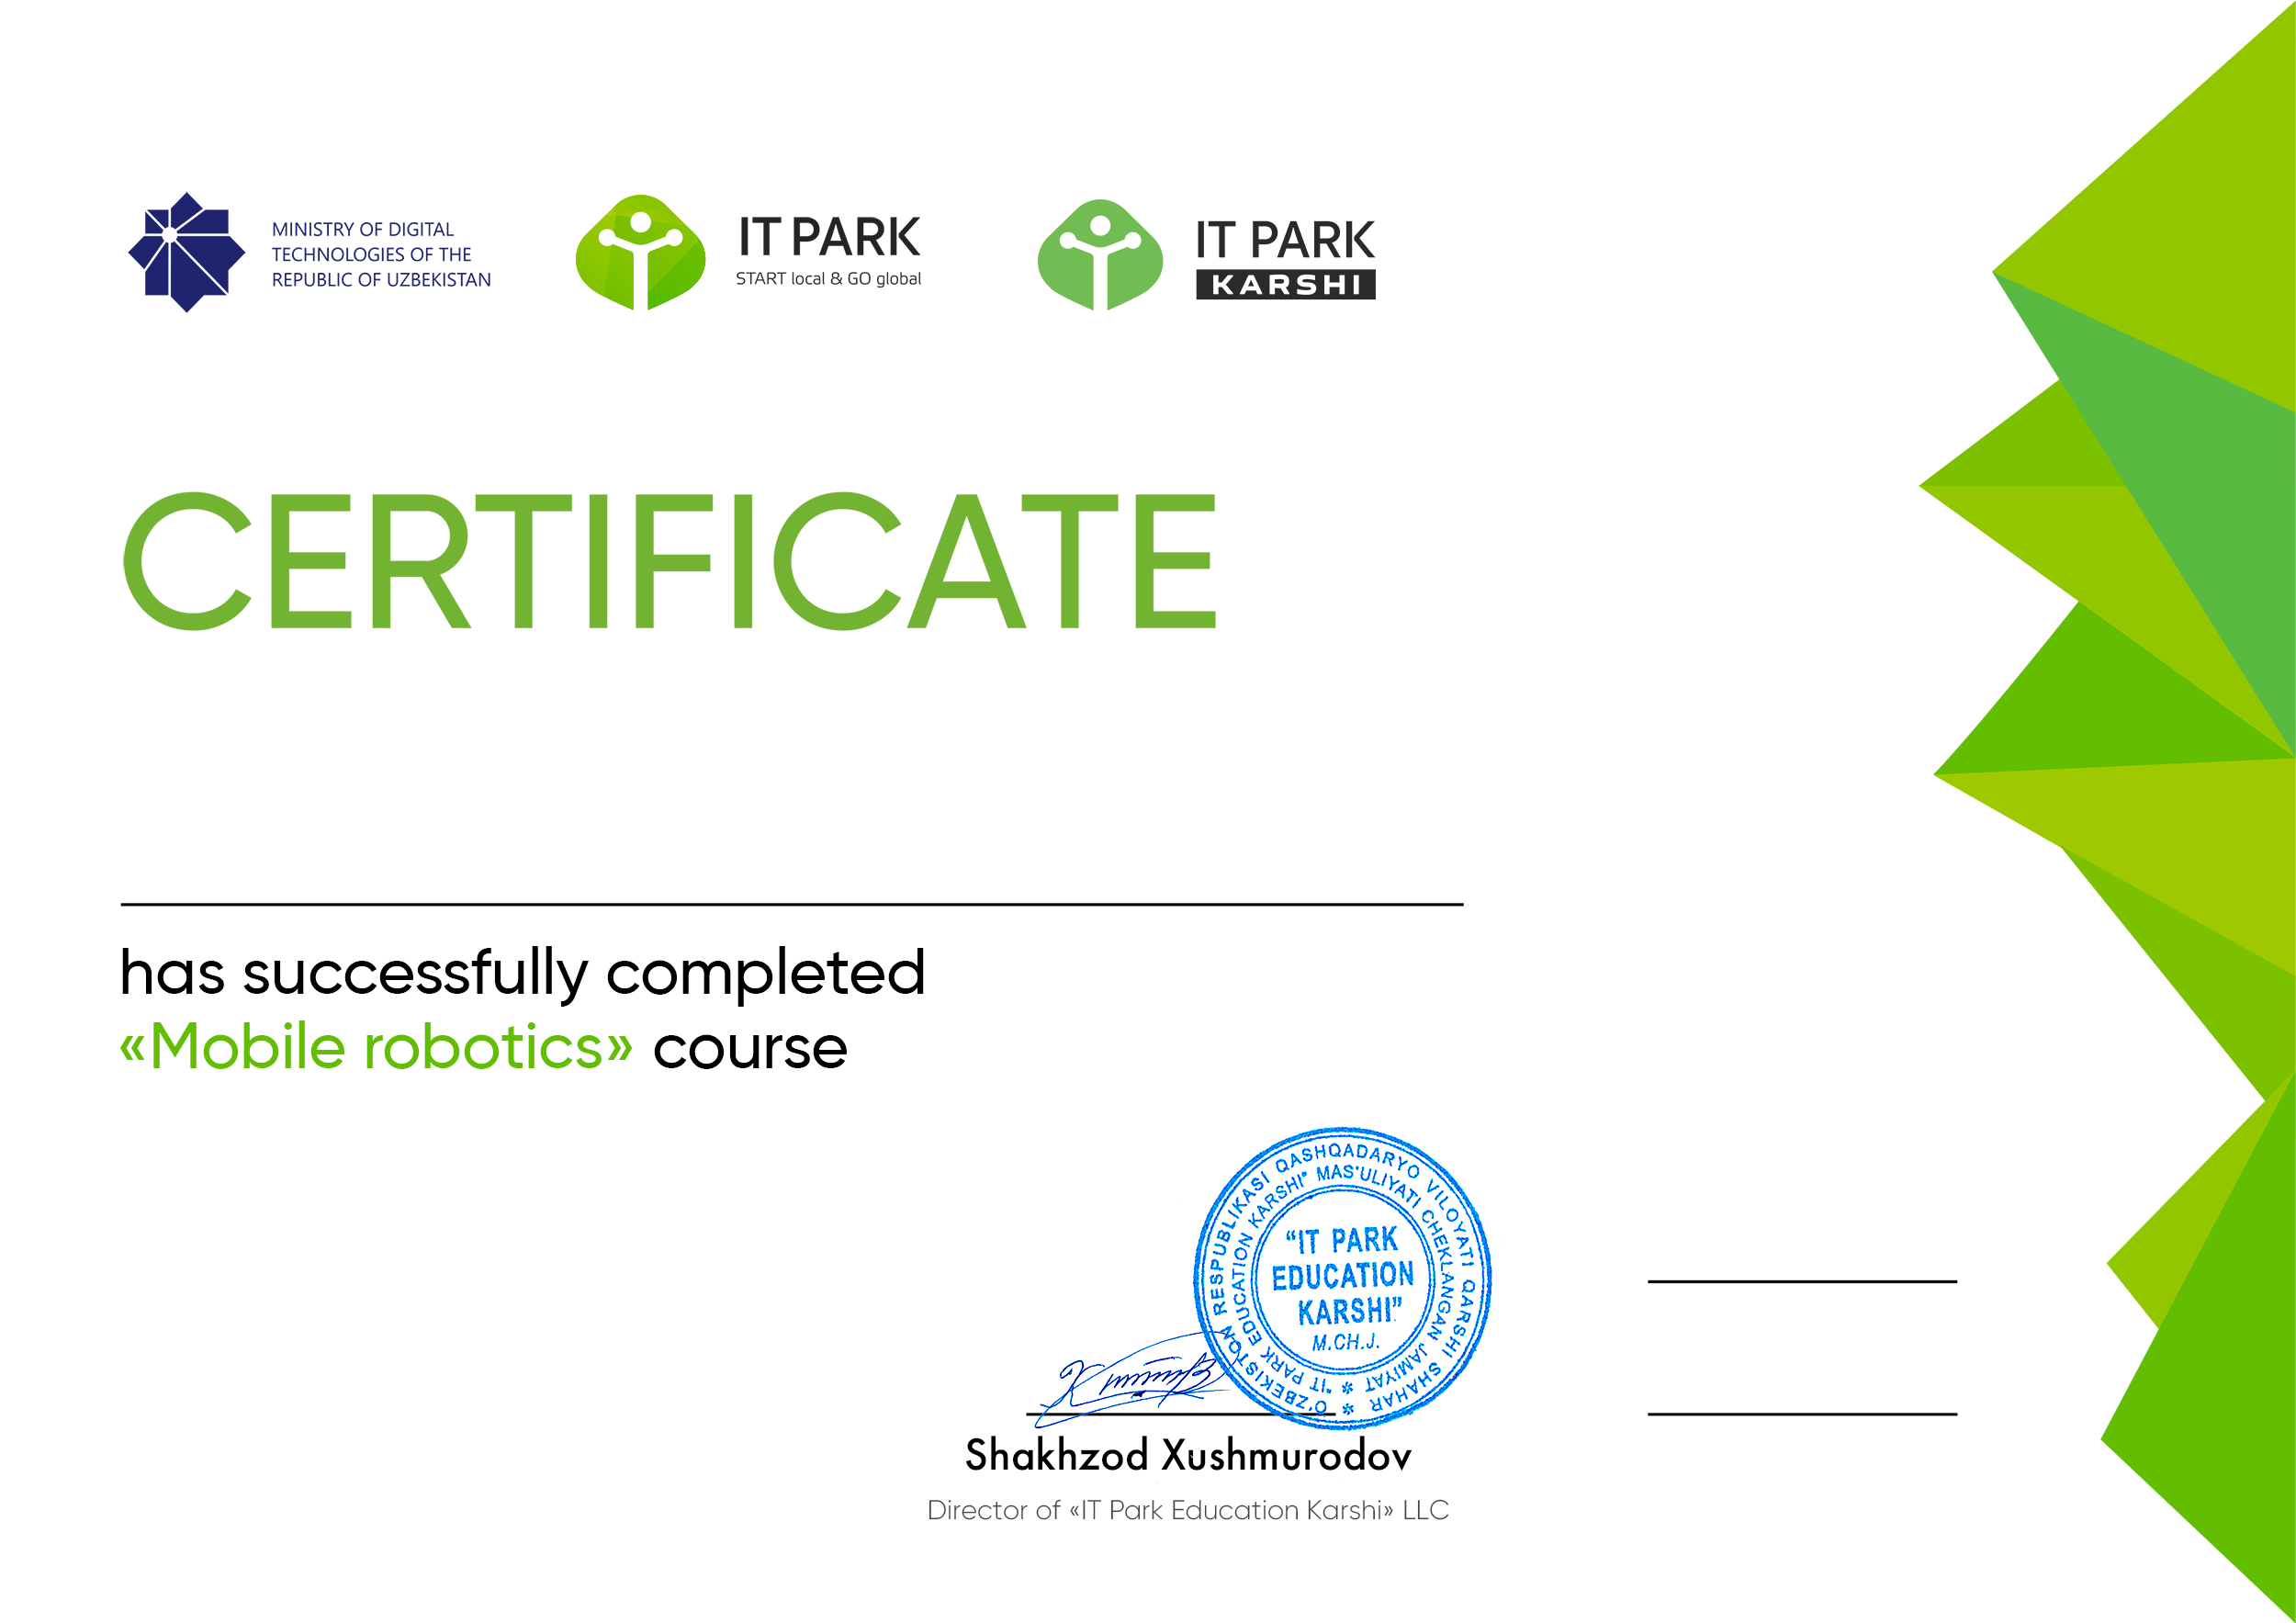 MINISTRY OF DIGITAL
TECHNOLOGIES OF THE
REPUBLIC OF UZBEKISTAN
IT PARK
START local & GO global
IT PARK
KARSHI
CERTIFICATE
has successfully completed
«Mobile robotics» course
O'ZBEKISTON RESPUBLIKASI QASHQADARYO VILOYATI QARSHI SHAHAR
"IT PARK EDUCATION KARSHI" MAS'ULIYATI CHEKLANGAN JAMIYAT
“IT PARK
EDUCATION
KARSHI”
M.CH.J.
Shakhzod Xushmurodov
Director of «IT Park Education Karshi» LLC